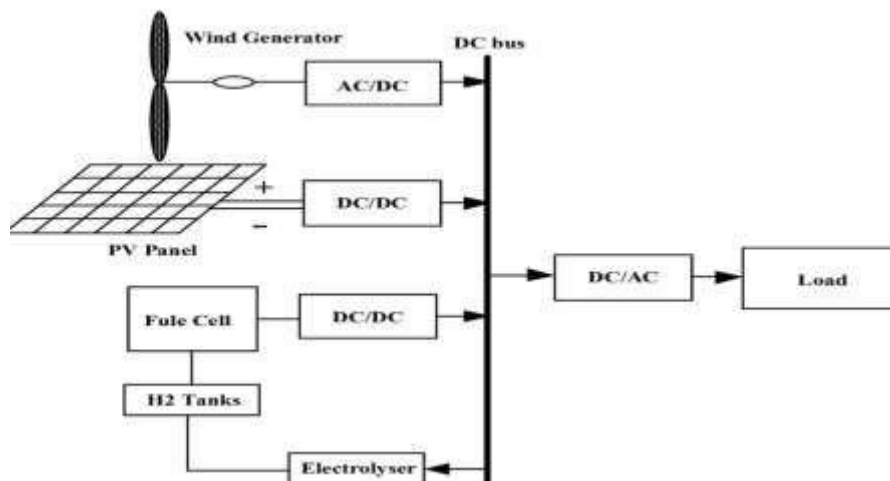 Wind Generator
DC bus
AC/DC
+
DC/DC
−
PV Panel
DC/AC
Load
Fule Cell
DC/DC
H2 Tanks
Electrolyser